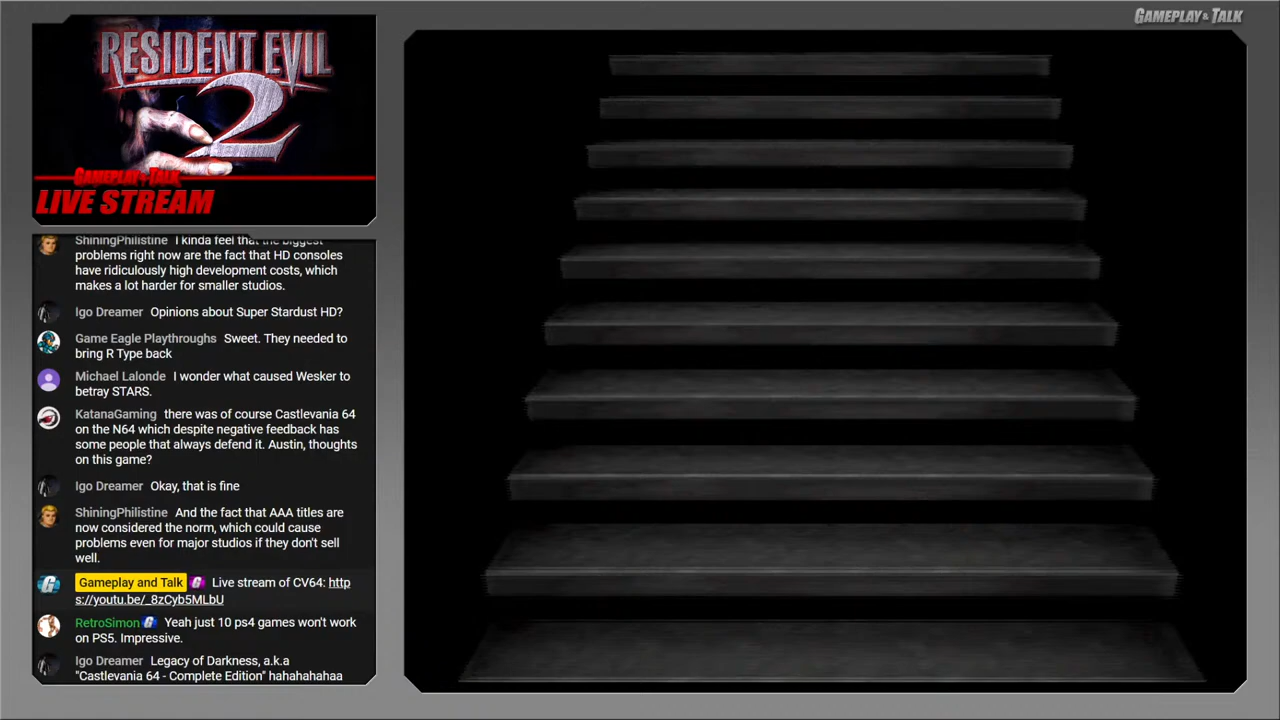 GAMEPLAY & TALK
RESIDENT EVIL
2
GAMEPLAY & TALK
LIVE STREAM
ShiningPhilistine I kinda feel that the biggest
problems right now are the fact that HD consoles
have ridiculously high development costs, which
makes a lot harder for smaller studios.
Igo Dreamer Opinions about Super Stardust HD?
Game Eagle Playthroughs Sweet. They needed to
bring R Type back
Michael Lalonde I wonder what caused Wesker to
betray STARS.
KatanaGaming there was of course Castlevania 64
on the N64 which despite negative feedback has
some people that always defend it. Austin, thoughts
on this game?
Igo Dreamer Okay, that is fine
ShiningPhilistine And the fact that AAA titles are
now considered the norm, which could cause
problems even for major studios if they don't sell
well.
Gameplay and Talk Live stream of CV64: http
s://youtu.be/_8zCyb5MLbU
RetroSimon Yeah just 10 ps4 games won't work
on PS5. Impressive.
Igo Dreamer Legacy of Darkness, a.k.a
"Castlevania 64 - Complete Edition" hahahahahaa